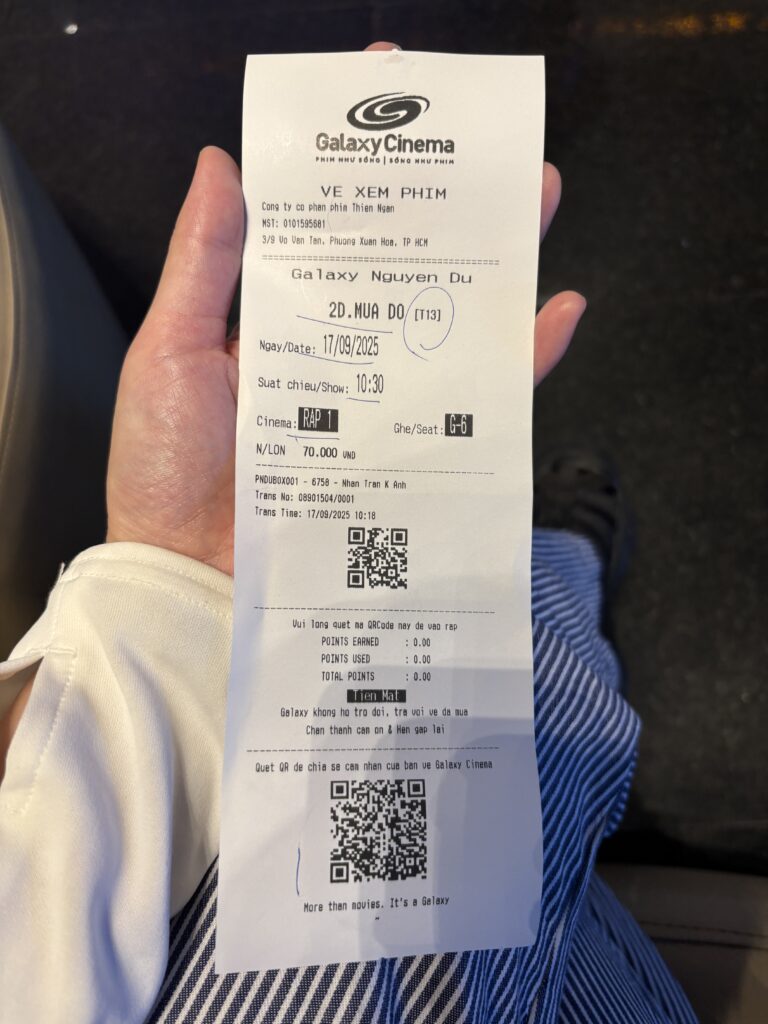 Galaxy Cinema
PHIM NHƯ SỐNG | SỐNG NHƯ PHIM
VE XEM PHIM
Cong ty co phan phim Thien Ngan
MST: 0101595681
3/9 Vo Van Tan, Phuong Xuan Hoa, TP HCM
Galaxy Nguyen Du
2D.MUA DO [T13]
Ngay/Date: 17/09/2025
Suat chieu/Show: 10:30
Cinema: RAP 1 Ghe/Seat: G-6
N/LON 70.000 VND
PNDUBOX001 - 6758 - Nhan Tran K Anh
Trans No: 08901504/0001
Trans Time: 17/09/2025 10:18
Vui long quet ma QRCode nay de vao rap
POINTS EARNED : 0.00
POINTS USED : 0.00
TOTAL POINTS : 0.00
Tien Mat
Galaxy khong ho tro doi, tra voi ve da mua
Chan thanh cam on & Hen gap lai
Quet QR de chia se cam nhan cua ban ve Galaxy Cinema
More than movies. It's a Galaxy